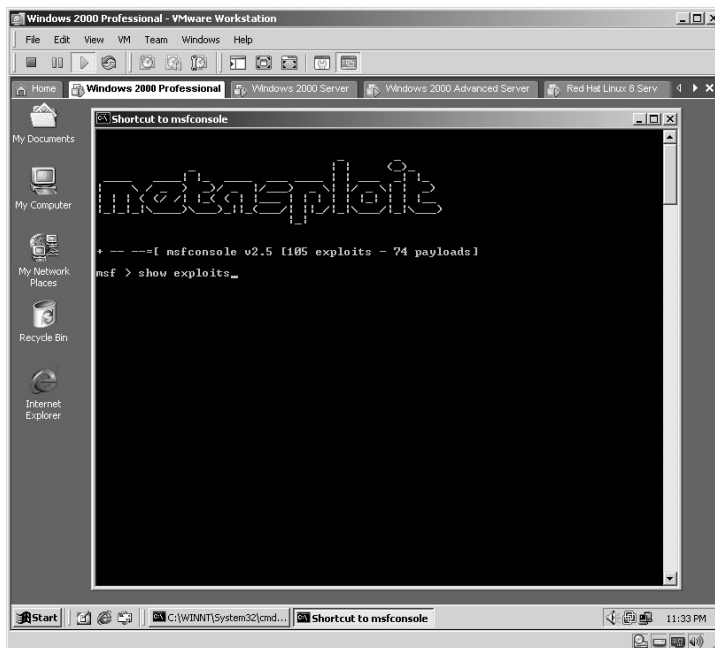 Windows 2000 Professional - VMware Workstation
File Edit View VM Team Windows Help
Home Windows 2000 Professional Windows 2000 Server Windows 2000 Advanced Server Red Hat Linux 8 Serv
My Documents
My Computer
My Network Places
Recycle Bin
Internet Explorer
Shortcut to msfconsole
metasploit
+ -- --=[ msfconsole v2.5 [105 exploits - 74 payloads]
msf > show exploits_
Start C:\WINNT\System32\cmd... Shortcut to msfconsole 11:33 PM